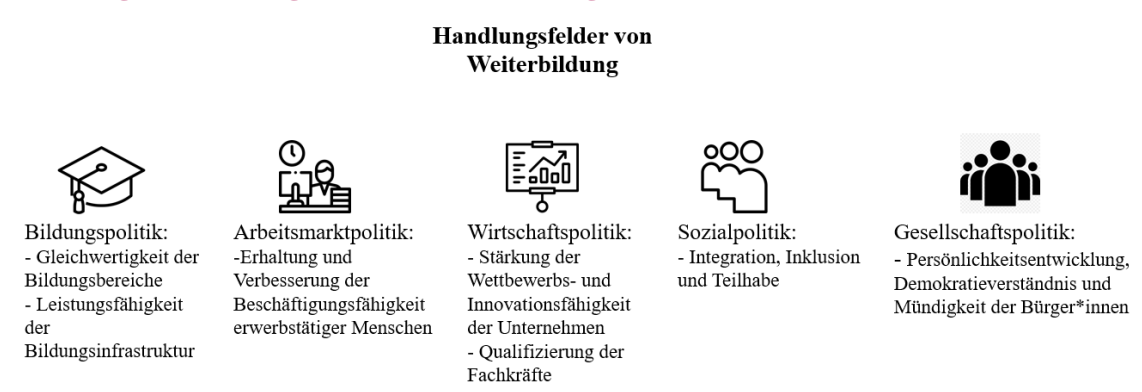 Handlungsfelder von
Weiterbildung
Bildungspolitik:
- Gleichwertigkeit der
Bildungsbereiche
- Leistungsfähigkeit
der
Bildungsinfrastruktur
Arbeitsmarktpolitik:
-Erhaltung und
Verbesserung der
Beschäftigungsfähigkeit
erwerbstätiger Menschen
Wirtschaftspolitik:
- Stärkung der
Wettbewerbs- und
Innovationsfähigkeit
der Unternehmen
- Qualifizierung der
Fachkräfte
Sozialpolitik:
- Integration, Inklusion
und Teilhabe
Gesellschaftspolitik:
- Persönlichkeitsentwicklung,
Demokratieverständnis und
Mündigkeit der Bürger*innen